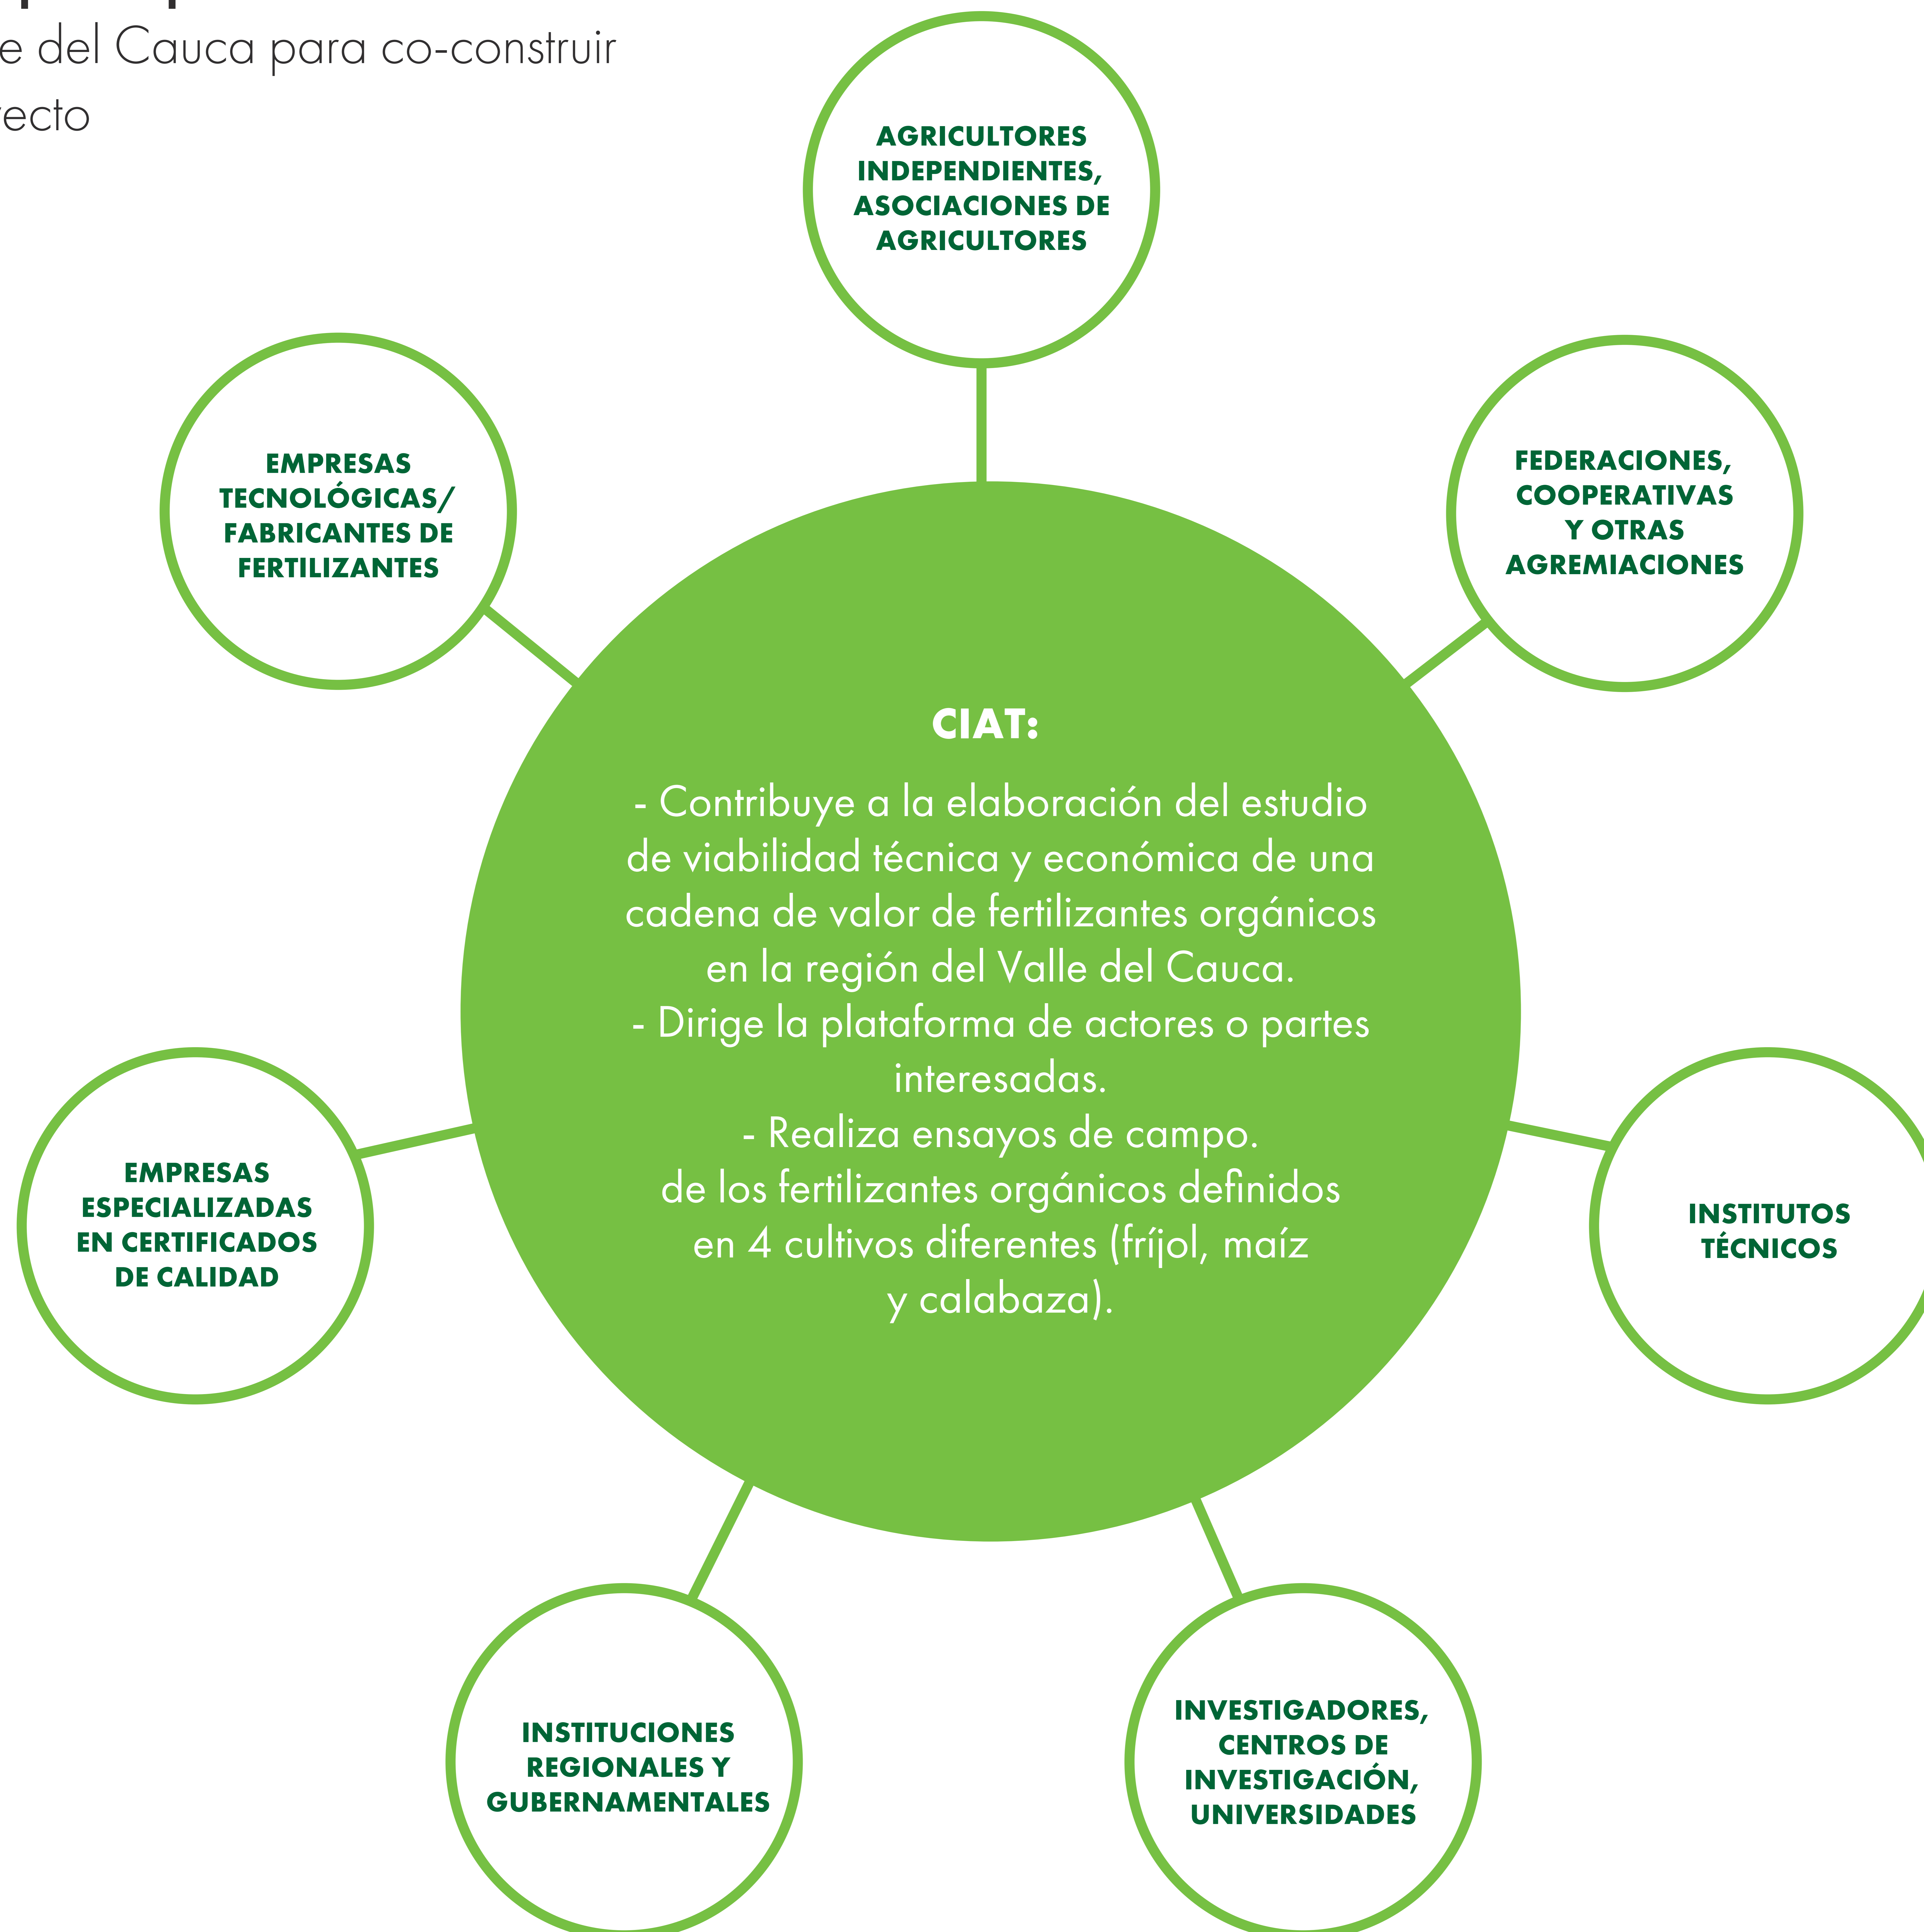 e del Cauca para co-construir
ecto
AGRICULTORES
INDEPENDIENTES,
ASOCIACIONES DE
AGRICULTORES
EMPRESAS
TECNOLÓGICAS/
FABRICANTES DE
FERTILIZANTES
FEDERACIONES,
COOPERATIVAS
Y OTRAS
AGREMIACIONES
CIAT:
- Contribuye a la elaboración del estudio
de viabilidad técnica y económica de una
cadena de valor de fertilizantes orgánicos
en la región del Valle del Cauca.
- Dirige la plataforma de actores o partes
interesadas.
- Realiza ensayos de campo.
de los fertilizantes orgánicos definidos
en 4 cultivos diferentes (fríjol, maíz
y calabaza).
EMPRESAS
ESPECIALIZADAS
EN CERTIFICADOS
DE CALIDAD
INSTITUTOS
TÉCNICOS
INSTITUCIONES
REGIONALES Y
GUBERNAMENTALES
INVESTIGADORES,
CENTROS DE
INVESTIGACIÓN,
UNIVERSIDADES